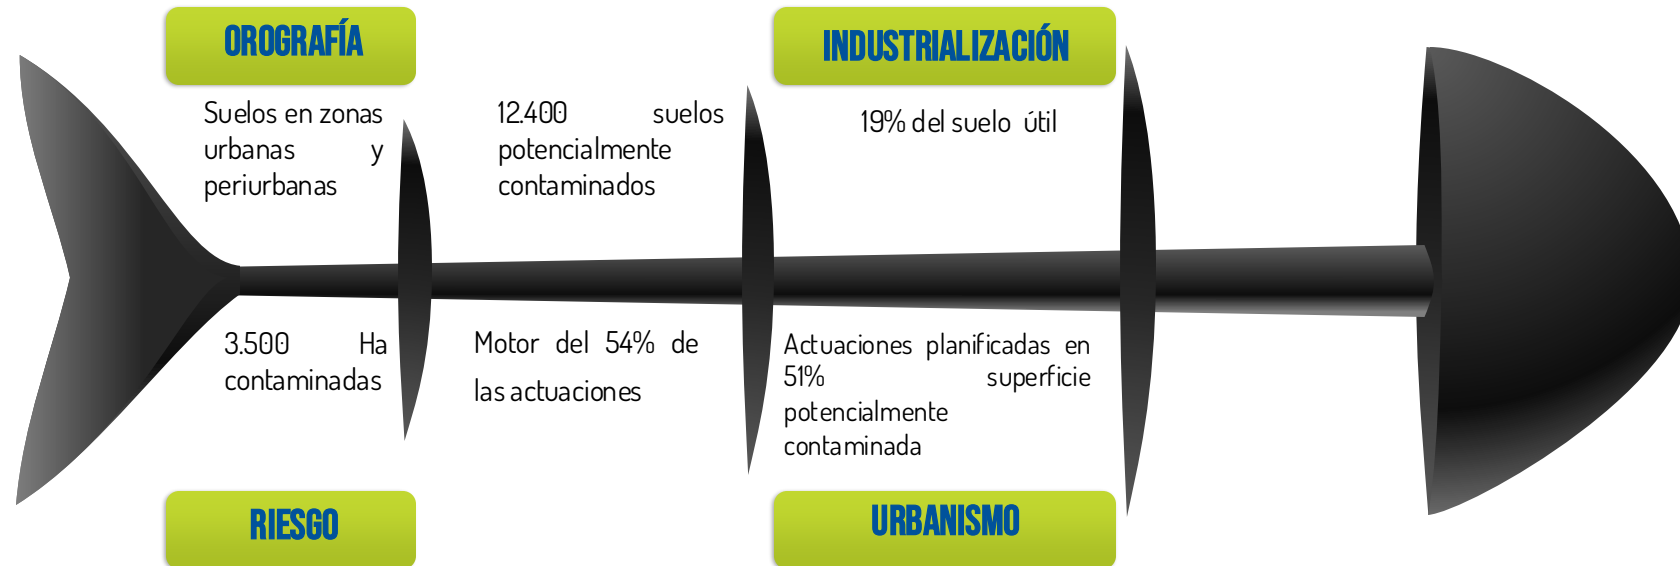 OROGRAFÍA
INDUSTRIALIZACIÓN
Suelos en zonas
urbanas y
periurbanas
12.400 suelos
potencialmente
contaminados
19% del suelo útil
3.500 Ha
contaminadas
Motor del 54% de
las actuaciones
Actuaciones planificadas en
51% superficie
potencialmente
contaminada
RIESGO
URBANISMO